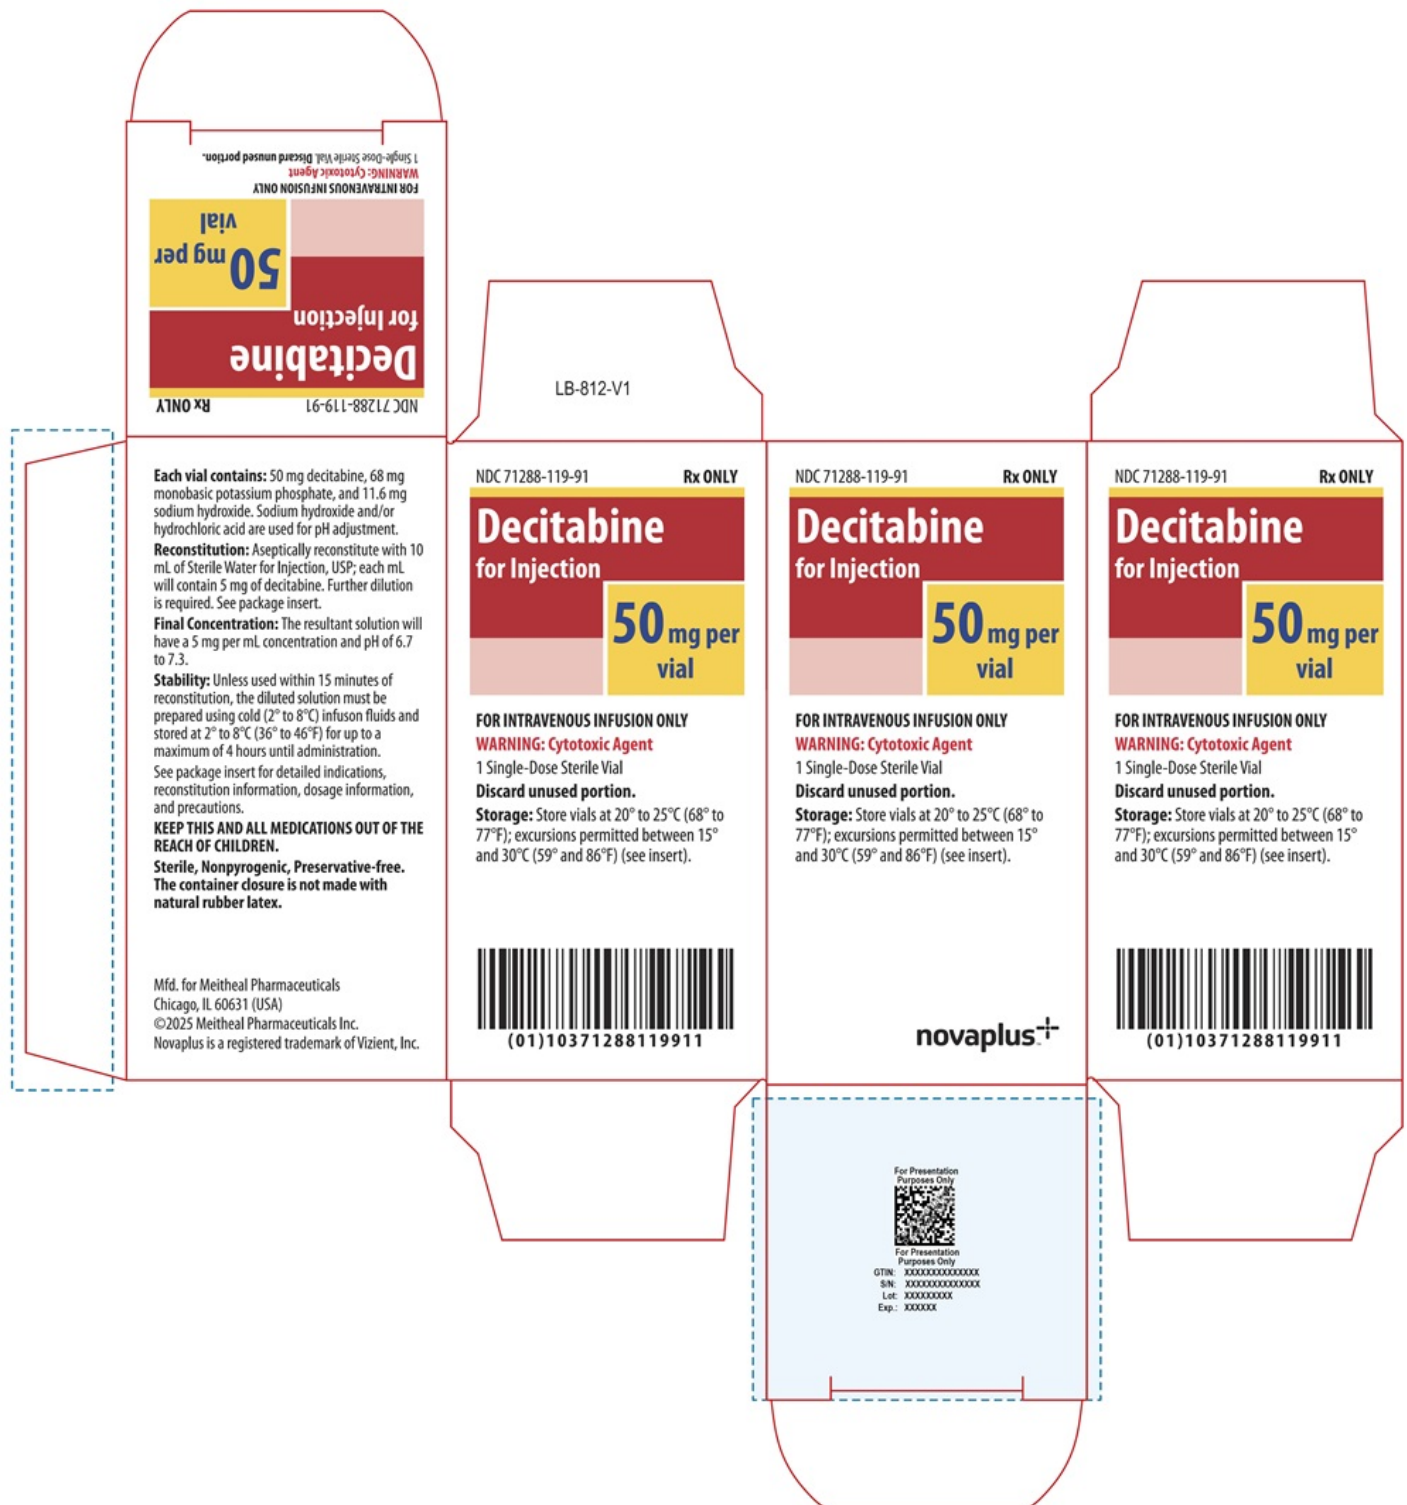 1 Single-Dose Sterile Vial. Discard unused portion.
WARNING: Cytotoxic Agent
FOR INTRAVENOUS INFUSION ONLY
50 mg per
vial
Decitabine
for Injection
NDC 71288-119-91 Rx ONLY
LB-812-V1
Each vial contains: 50 mg decitabine, 68 mg
monobasic potassium phosphate, and 11.6 mg
sodium hydroxide. Sodium hydroxide and/or
hydrochloric acid are used for pH adjustment.
Reconstitution: Aseptically reconstitute with 10
mL of Sterile Water for Injection, USP; each mL
will contain 5 mg of decitabine. Further dilution
is required. See package insert.
Final Concentration: The resultant solution will
have a 5 mg per mL concentration and pH of 6.7
to 7.3.
Stability: Unless used within 15 minutes of
reconstitution, the diluted solution must be
prepared using cold (2° to 8°C) infuson fluids and
stored at 2° to 8°C (36° to 46°F) for up to a
maximum of 4 hours until administration.
See package insert for detailed indications,
reconstitution information, dosage information,
and precautions.
KEEP THIS AND ALL MEDICATIONS OUT OF THE
REACH OF CHILDREN.
Sterile, Nonpyrogenic, Preservative-free.
The container closure is not made with
natural rubber latex.
Mfd. for Meitheal Pharmaceuticals
Chicago, IL 60631 (USA)
©2025 Meitheal Pharmaceuticals Inc.
Novaplus is a registered trademark of Vizient, Inc.
NDC 71288-119-91 Rx ONLY
Decitabine
for Injection
50 mg per
vial
FOR INTRAVENOUS INFUSION ONLY
WARNING: Cytotoxic Agent
1 Single-Dose Sterile Vial
Discard unused portion.
Storage: Store vials at 20° to 25°C (68° to
77°F); excursions permitted between 15°
and 30°C (59° and 86°F) (see insert).
(01)10371288119911
NDC 71288-119-91 Rx ONLY
Decitabine
for Injection
50 mg per
vial
FOR INTRAVENOUS INFUSION ONLY
WARNING: Cytotoxic Agent
1 Single-Dose Sterile Vial
Discard unused portion.
Storage: Store vials at 20° to 25°C (68° to
77°F); excursions permitted between 15°
and 30°C (59° and 86°F) (see insert).
novaplus™
NDC 71288-119-91 Rx ONLY
Decitabine
for Injection
50 mg per
vial
FOR INTRAVENOUS INFUSION ONLY
WARNING: Cytotoxic Agent
1 Single-Dose Sterile Vial
Discard unused portion.
Storage: Store vials at 20° to 25°C (68° to
77°F); excursions permitted between 15°
and 30°C (59° and 86°F) (see insert).
(01)10371288119911
For Presentation
Purposes Only
For Presentation
Purposes Only
GTIN: XXXXXXXXXXXXXX
S/N: XXXXXXXXXXXXXX
Lot: XXXXXXXXX
Exp.: XXXXXX